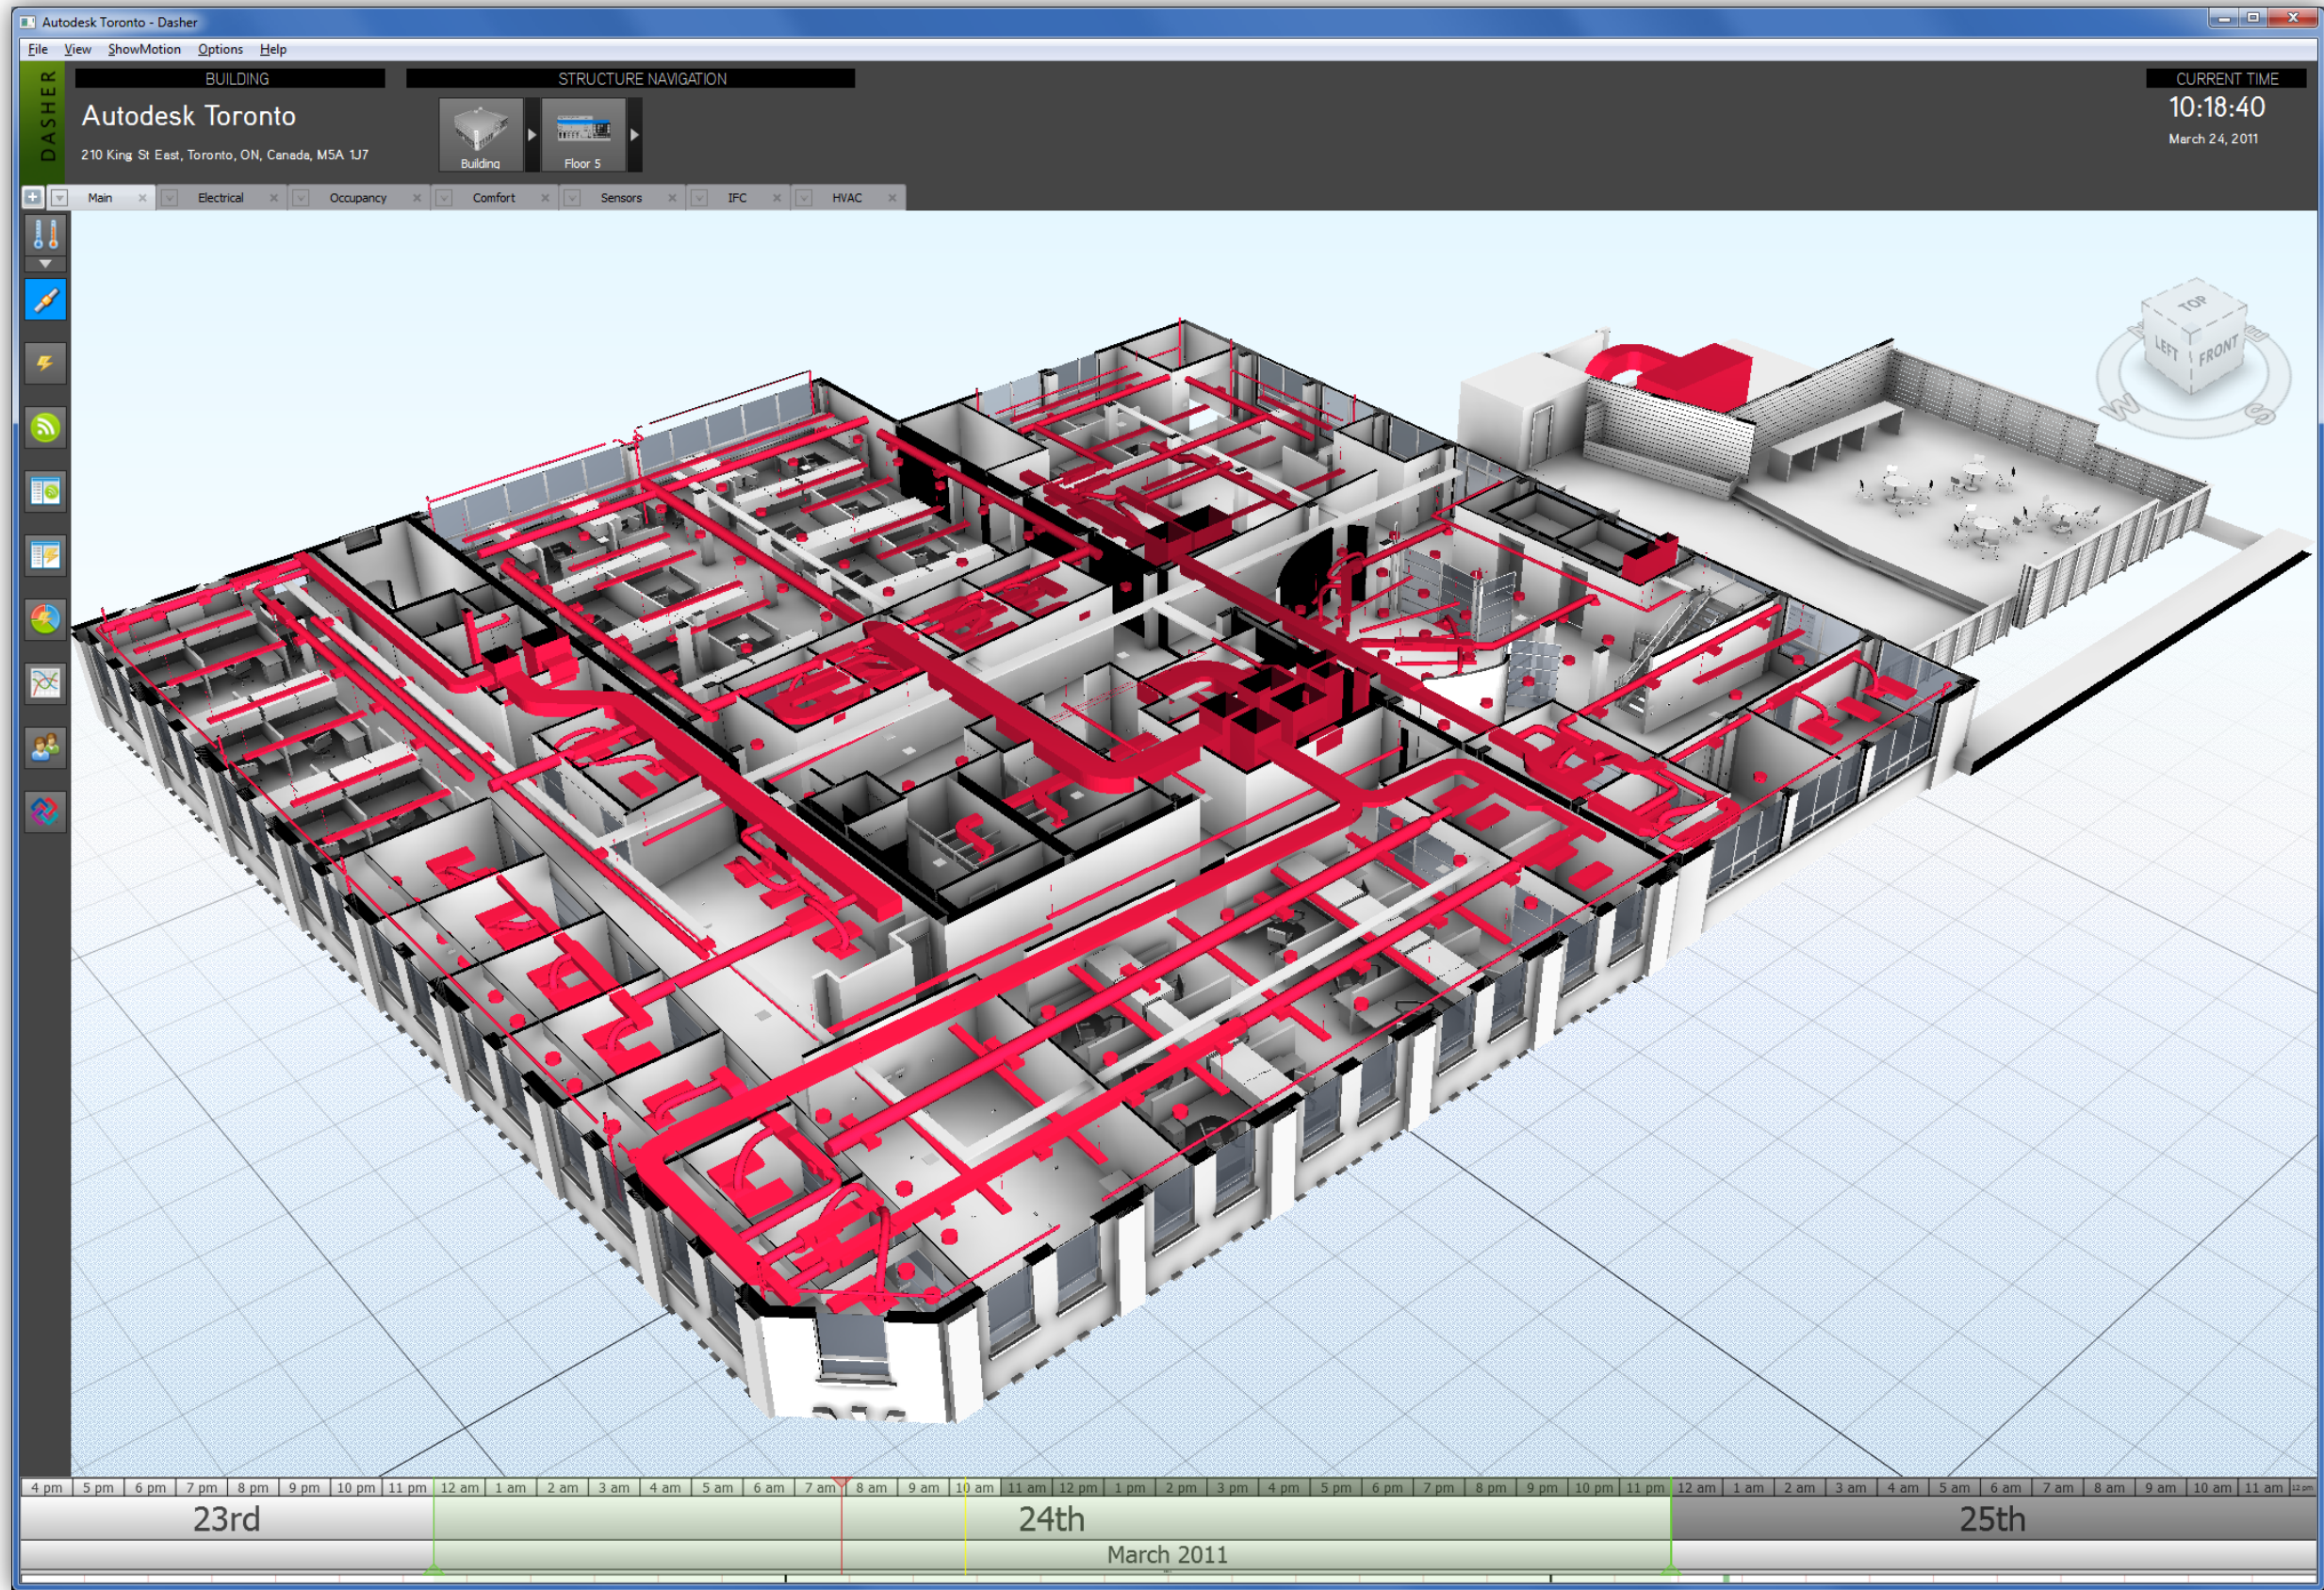 Autodesk Toronto - Dasher
File View ShowMotion Options Help
DASHER
BUILDING
STRUCTURE NAVIGATION
CURRENT TIME
Autodesk Toronto
210 King St East, Toronto, ON, Canada, M5A 1J7
Building
Floor 5
10:18:40
March 24, 2011
Main
Electrical
Occupancy
Comfort
Sensors
IFC
HVAC
TOP
LEFT
FRONT
W
S
E
4 pm 5 pm 6 pm 7 pm 8 pm 9 pm 10 pm 11 pm 12 am 1 am 2 am 3 am 4 am 5 am 6 am 7 am 8 am 9 am 10 am 11 am 12 pm 1 pm 2 pm 3 pm 4 pm 5 pm 6 pm 7 pm 8 pm 9 pm 10 pm 11 pm 12 am 1 am 2 am 3 am 4 am 5 am 6 am 7 am 8 am 9 am 10 am 11 am 12 pm
23rd
24th
25th
March 2011